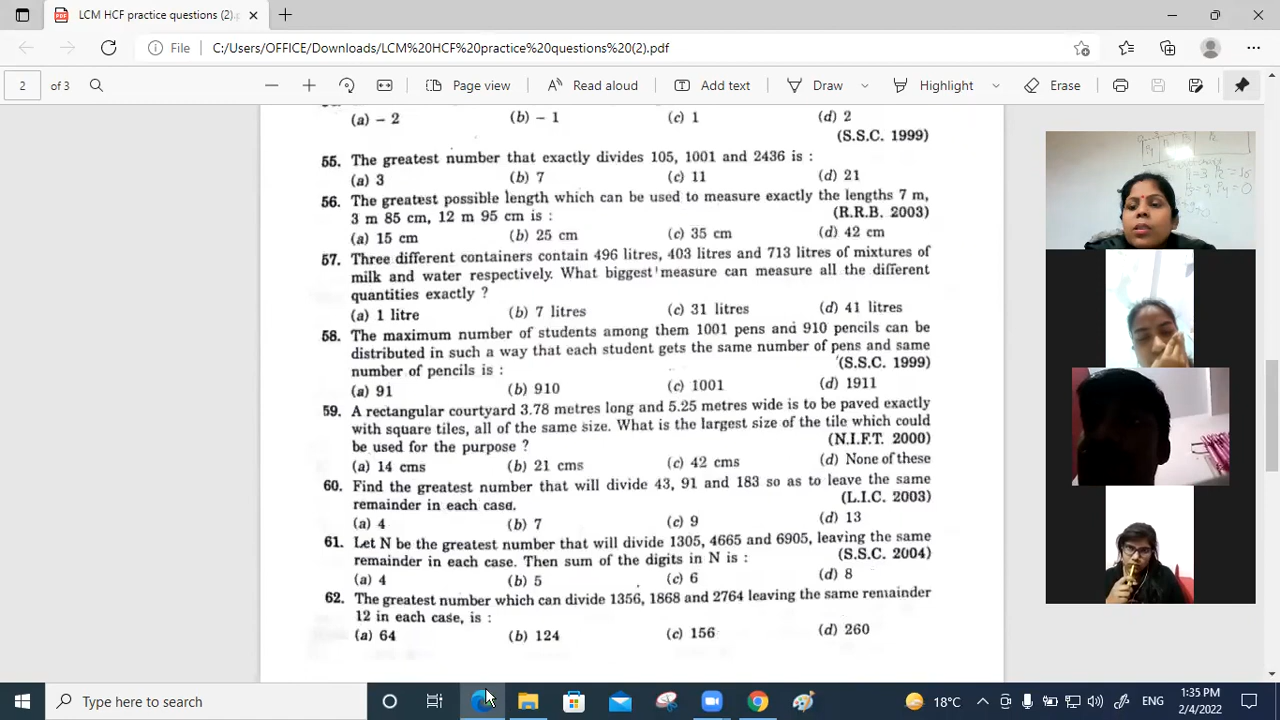 LCM HCF practice questions (2).p
File
C:/Users/OFFICE/Downloads/LCM%20HCF%20practice%20questions%20(2).pdf
2 of 3
Page view
Read aloud
Add text
Draw
Highlight
Erase
(a) – 2 (b) – 1 (c) 1 (d) 2
(S.S.C. 1999)
55. The greatest number that exactly divides 105, 1001 and 2436 is :
(a) 3 (b) 7 (c) 11 (d) 21
56. The greatest possible length which can be used to measure exactly the lengths 7 m,
3 m 85 cm, 12 m 95 cm is : (R.R.B. 2003)
(a) 15 cm (b) 25 cm (c) 35 cm (d) 42 cm
57. Three different containers contain 496 litres, 403 litres and 713 litres of mixtures of
milk and water respectively. What biggest measure can measure all the different
quantities exactly ?
(a) 1 litre (b) 7 litres (c) 31 litres (d) 41 litres
58. The maximum number of students among them 1001 pens and 910 pencils can be
distributed in such a way that each student gets the same number of pens and same
number of pencils is : (S.S.C. 1999)
(a) 91 (b) 910 (c) 1001 (d) 1911
59. A rectangular courtyard 3.78 metres long and 5.25 metres wide is to be paved exactly
with square tiles, all of the same size. What is the largest size of the tile which could
be used for the purpose ? (N.I.F.T. 2000)
(a) 14 cms (b) 21 cms (c) 42 cms (d) None of these
60. Find the greatest number that will divide 43, 91 and 183 so as to leave the same
remainder in each case. (L.I.C. 2003)
(a) 4 (b) 7 (c) 9 (d) 13
61. Let N be the greatest number that will divide 1305, 4665 and 6905, leaving the same
remainder in each case. Then sum of the digits in N is : (S.S.C. 2004)
(a) 4 (b) 5 (c) 6 (d) 8
62. The greatest number which can divide 1356, 1868 and 2764 leaving the same remainder
12 in each case, is :
(a) 64 (b) 124 (c) 156 (d) 260
Type here to search
18°C
ENG
1:35 PM
2/4/2022